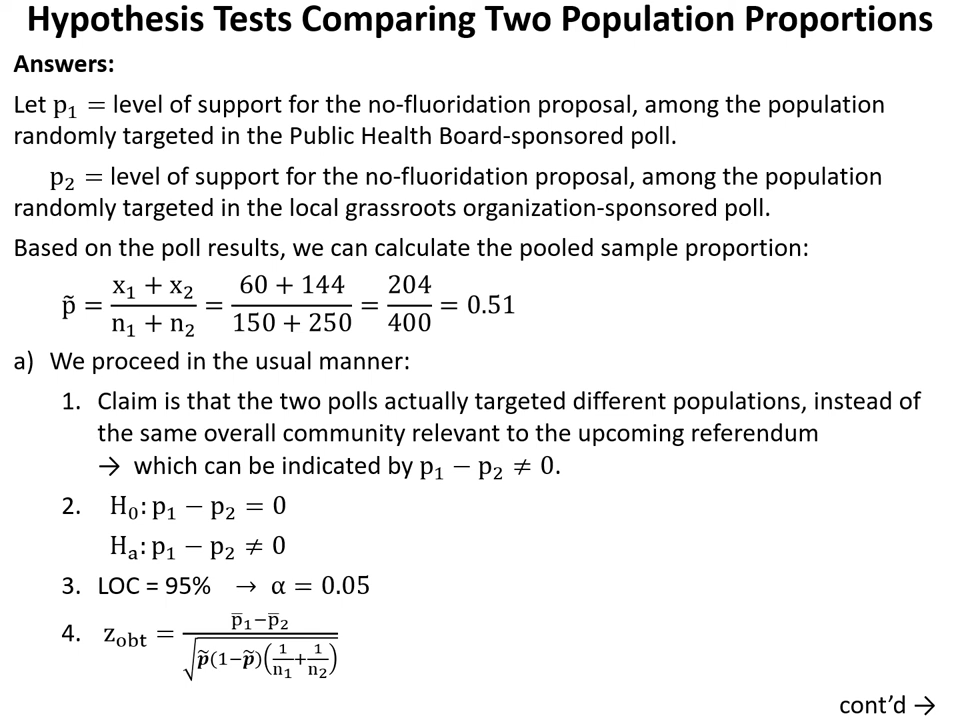 Hypothesis Tests Comparing Two Population Proportions
Answers:
Let p₁ = level of support for the no-fluoridation proposal, among the population
randomly targeted in the Public Health Board-sponsored poll.
p₂ = level of support for the no-fluoridation proposal, among the population
randomly targeted in the local grassroots organization-sponsored poll.
Based on the poll results, we can calculate the pooled sample proportion:
p̃ = (x₁ + x₂)/(n₁ + n₂) = (60 + 144)/(150 + 250) = 204/400 = 0.51
a) We proceed in the usual manner:
1. Claim is that the two polls actually targeted different populations, instead of
the same overall community relevant to the upcoming referendum
→ which can be indicated by p₁ − p₂ ≠ 0.
2. H₀: p₁ − p₂ = 0
Hₐ: p₁ − p₂ ≠ 0
3. LOC = 95% → α = 0.05
4. z_obt = (p̅₁−p̅₂)/√(p̃(1−p̃)(1/n₁+1/n₂))
cont’d →